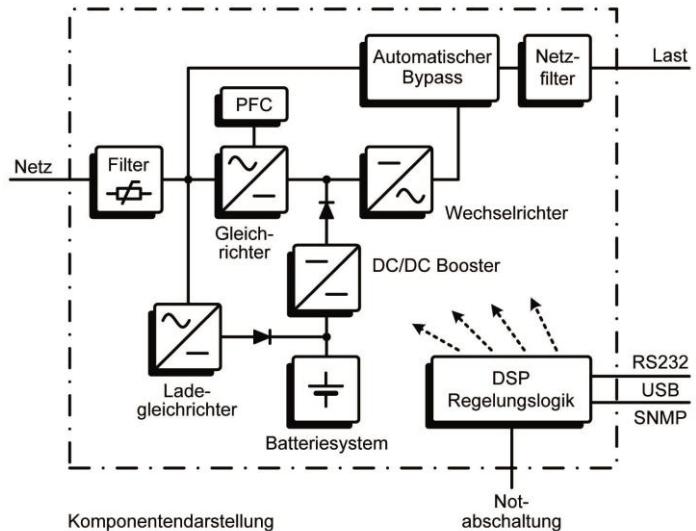 Automatischer
Bypass
Netz-
filter
Last
PFC
Netz
Filter
Gleich-
richter
Wechselrichter
DC/DC Booster
Lade-
gleichrichter
Batteriesystem
DSP
Regelungslogik
RS232
USB
SNMP
Not-
abschaltung
Komponentendarstellung